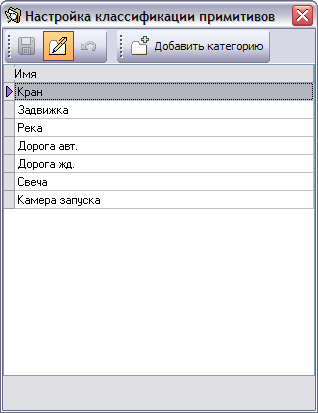 Настройка классификации примитивов
Добавить категорию
Имя
Кран
Задвижка
Река
Дорога авт.
Дорога жд.
Свеча
Камера запуска